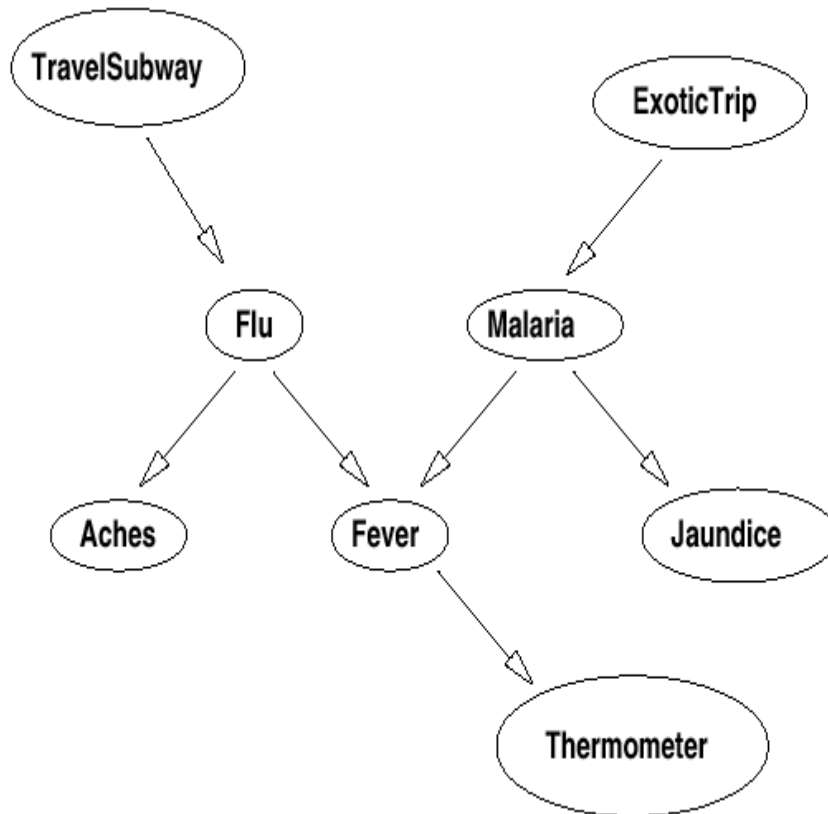 TravelSubway
ExoticTrip
Flu
Malaria
Aches
Fever
Jaundice
Thermometer